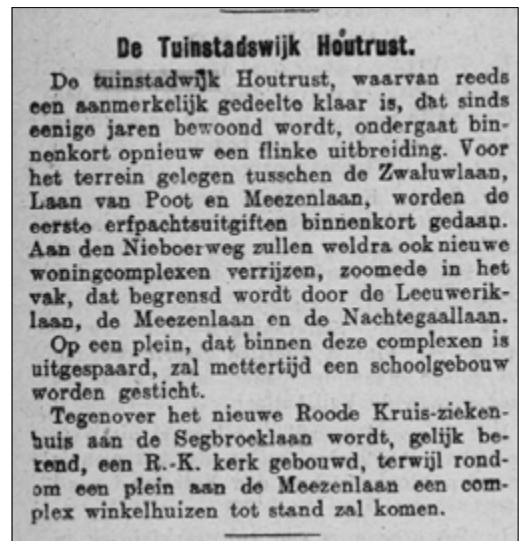 De Tuinstadswijk Houtrust.
De tuinstadwijk Houtrust, waarvan reeds
een aanmerkelijk gedeelte klaar is, dat sinds
eenige jaren bewoond wordt, ondergaat bin-
nenkort opnieuw een flinke uitbreiding. Voor
het terrein gelegen tusschen de Zwaluwlaan,
Laan van Poot en Meezenlaan, worden de
eerste erfpachtsuitgiften binnenkort gedaan.
Aan den Nieboerweg zullen weldra ook nieuwe
woningcomplexen verrijzen, zoomede in het
vak, dat begrensd wordt door de Leeuwerik-
laan, de Meezenlaan en de Nachtegaallaan.
Op een plein, dat binnen deze complexen is
uitgespaard, zal mettertijd een schoolgebouw
worden gesticht.
Tegenover het nieuwe Roode Kruis-zieken-
huis aan de Segbroeklaan wordt, gelijk be-
kend, een R.-K. kerk gebouwd, terwijl rond-
om een plein aan de Meezenlaan een com-
plex winkelhuizen tot stand zal komen.